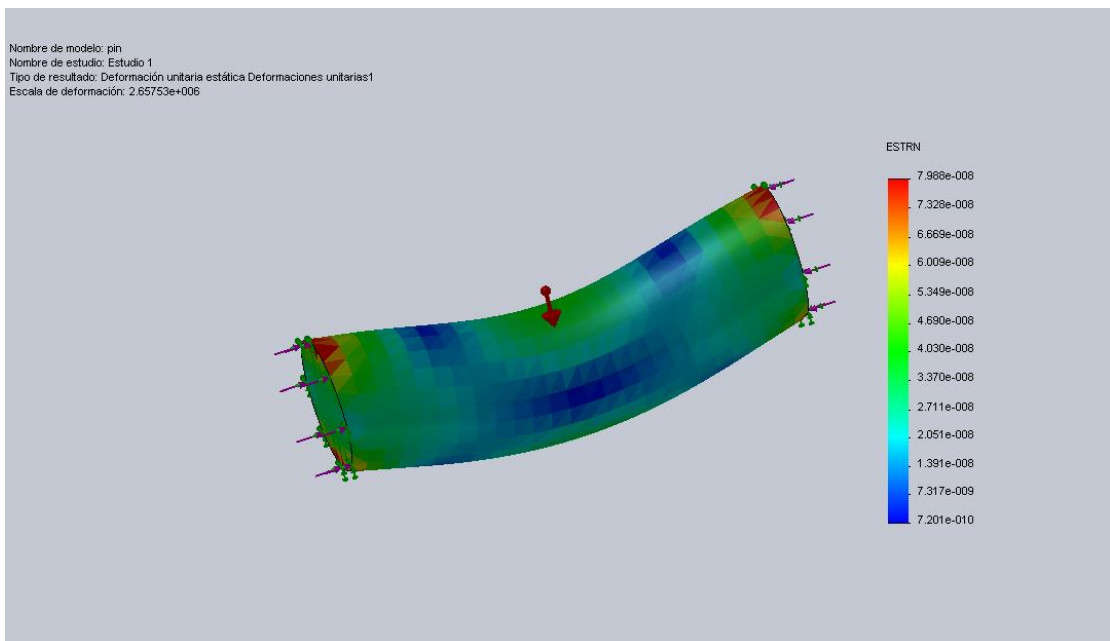 Nombre de modelo: pin
Nombre de estudio: Estudio 1
Tipo de resultado: Deformación unitaria estática Deformaciones unitarias1
Escala de deformación: 2.65753e+006
ESTRN
7.988e-008
7.328e-008
6.669e-008
6.009e-008
5.349e-008
4.690e-008
4.030e-008
3.370e-008
2.711e-008
2.051e-008
1.391e-008
7.317e-009
7.201e-010